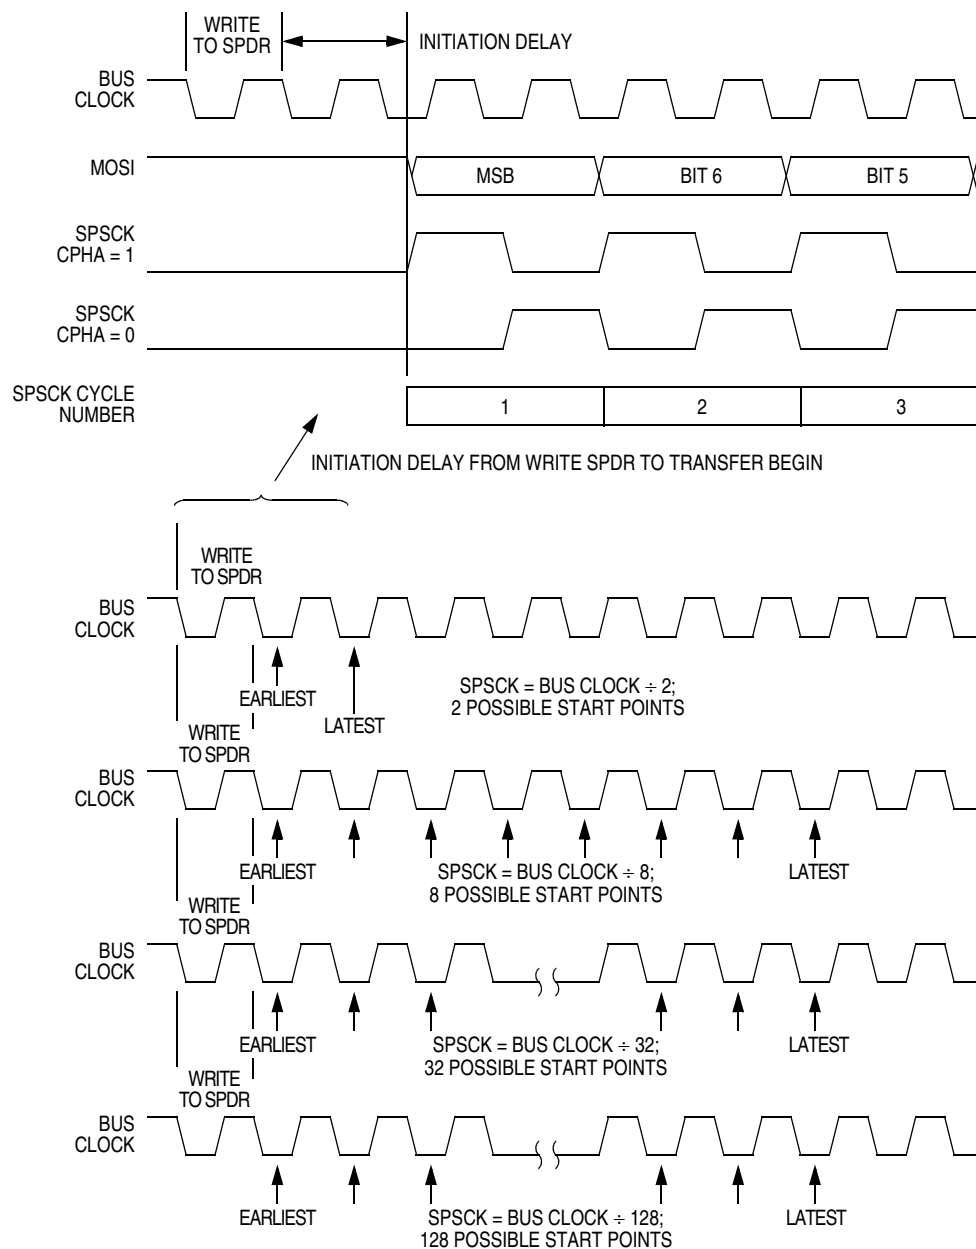 WRITE
TO SPDR
INITIATION DELAY
BUS
CLOCK
MOSI
MSB
BIT 6
BIT 5
SPSCK
CPHA = 1
SPSCK
CPHA = 0
SPSCK CYCLE
NUMBER
1
2
3
INITIATION DELAY FROM WRITE SPDR TO TRANSFER BEGIN
WRITE
TO SPDR
BUS
CLOCK
EARLIEST
LATEST
SPSCK = BUS CLOCK ÷ 2;
2 POSSIBLE START POINTS
WRITE
TO SPDR
BUS
CLOCK
EARLIEST
SPSCK = BUS CLOCK ÷ 8;
8 POSSIBLE START POINTS
LATEST
WRITE
TO SPDR
BUS
CLOCK
EARLIEST
SPSCK = BUS CLOCK ÷ 32;
32 POSSIBLE START POINTS
LATEST
WRITE
TO SPDR
BUS
CLOCK
EARLIEST
SPSCK = BUS CLOCK ÷ 128;
128 POSSIBLE START POINTS
LATEST